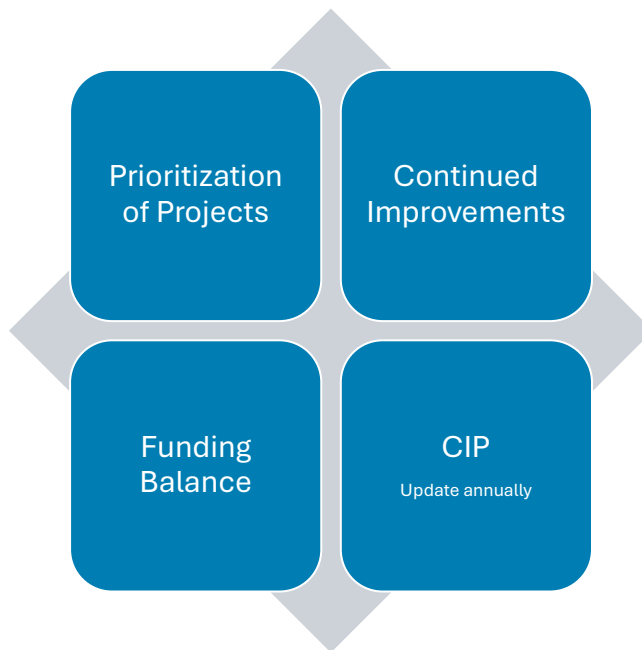 Prioritization
of Projects
Continued
Improvements
Funding
Balance
CIP
Update annually